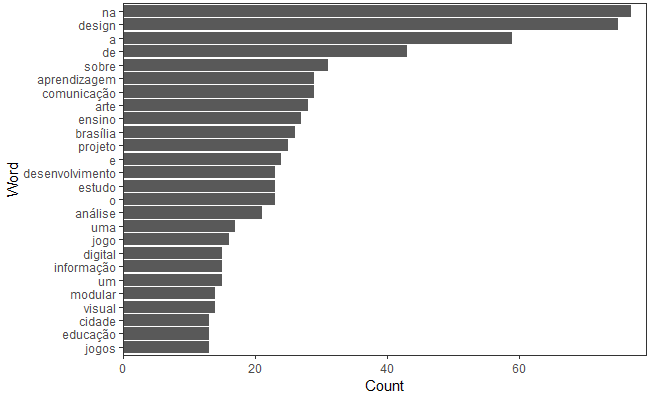 na
design
a
de
sobre
aprendizagem
comunicação
arte
ensino
brasília
projeto
e
desenvolvimento
estudo
o
análise
uma
jogo
digital
informação
um
modular
visual
cidade
educação
jogos
Word
0 20 40 60
Count